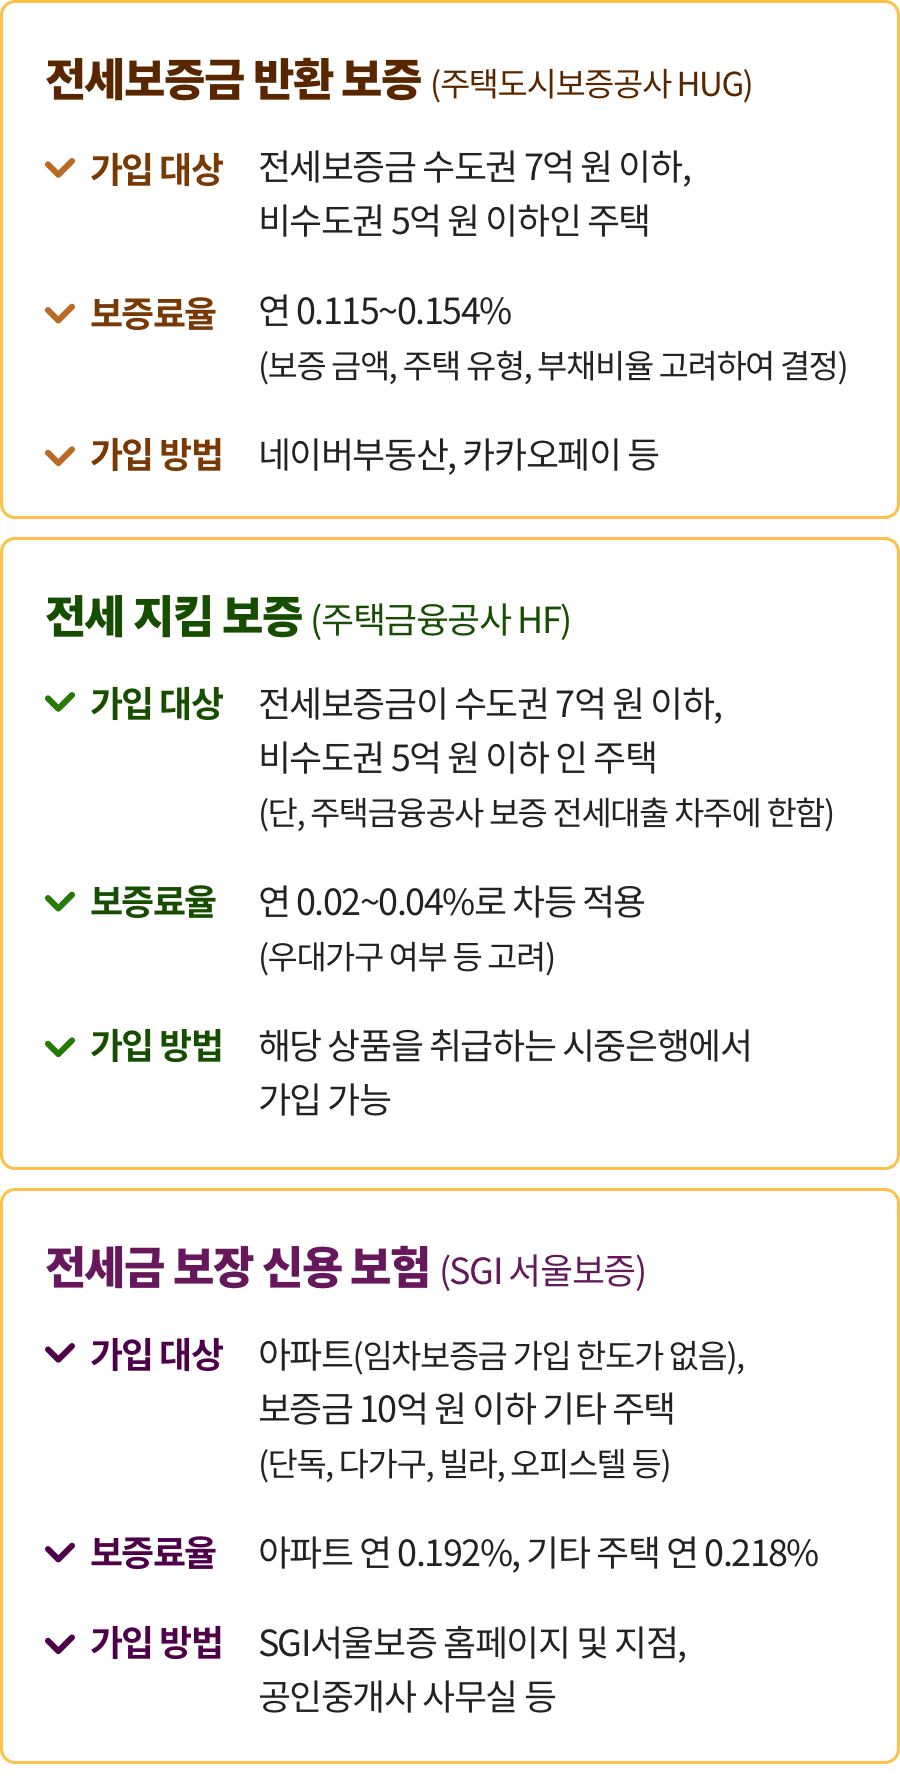 전세보증금 반환 보증 (주택도시보증공사 HUG)
가입 대상 전세보증금 수도권 7억 원 이하,
비수도권 5억 원 이하인 주택
보증료율 연 0.115~0.154%
(보증 금액, 주택 유형, 부채비율 고려하여 결정)
가입 방법 네이버부동산, 카카오페이 등
전세 지킴 보증 (주택금융공사 HF)
가입 대상 전세보증금이 수도권 7억 원 이하,
비수도권 5억 원 이하 인 주택
(단, 주택금융공사 보증 전세대출 차주에 한함)
보증료율 연 0.02~0.04%로 차등 적용
(우대가구 여부 등 고려)
가입 방법 해당 상품을 취급하는 시중은행에서
가입 가능
전세금 보장 신용 보험 (SGI 서울보증)
가입 대상 아파트(임차보증금 가입 한도가 없음),
보증금 10억 원 이하 기타 주택
(단독, 다가구, 빌라, 오피스텔 등)
보증료율 아파트 연 0.192%, 기타 주택 연 0.218%
가입 방법 SGI서울보증 홈페이지 및 지점,
공인중개사 사무실 등